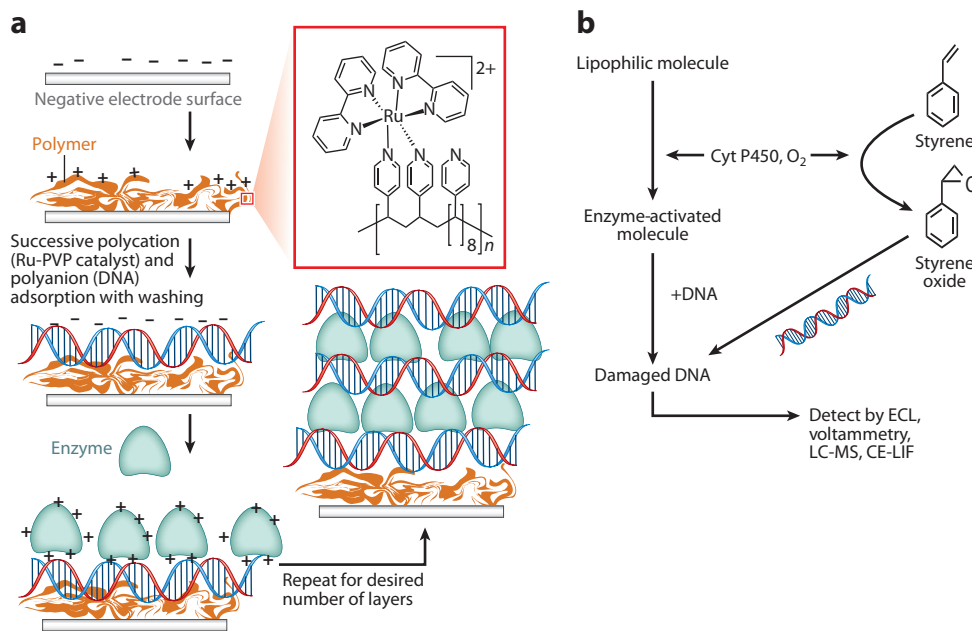 a
Negative electrode surface
Polymer
Successive polycation
(Ru-PVP catalyst) and
polyanion (DNA)
adsorption with washing
Enzyme
Repeat for desired
number of layers
2+
N
N
N
N
Ru
N
N
N
8
n
b
Lipophilic molecule
Cyt P450, O2
Styrene
Enzyme-activated
molecule
O
Styrene
oxide
+DNA
Damaged DNA
Detect by ECL,
voltammetry,
LC-MS, CE-LIF